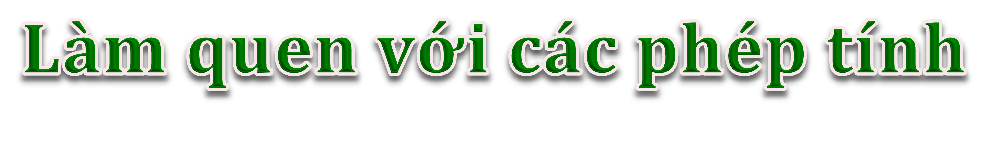 Làm quen với các phép tính